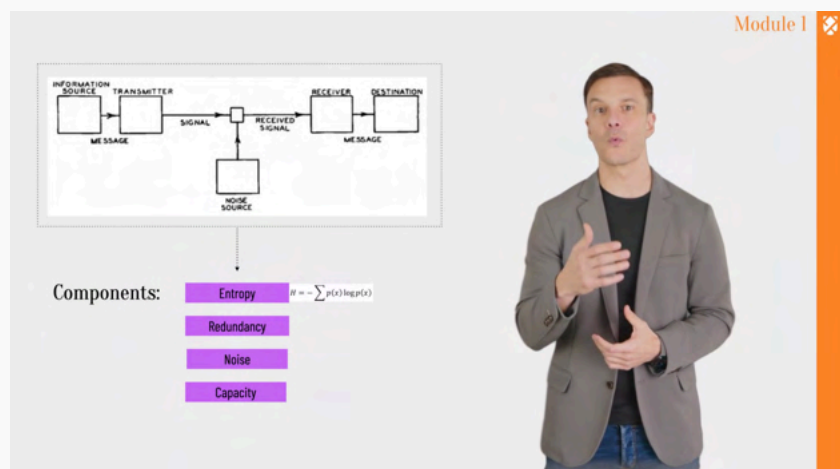 Module I
INFORMATION
SOURCE
TRANSMITTER
RECEIVER
DESTINATION
SIGNAL
RECEIVED
SIGNAL
MESSAGE
MESSAGE
NOISE
SOURCE
Components:
Entropy
H = − ∑ p(x) log p(x)
Redundancy
Noise
Capacity